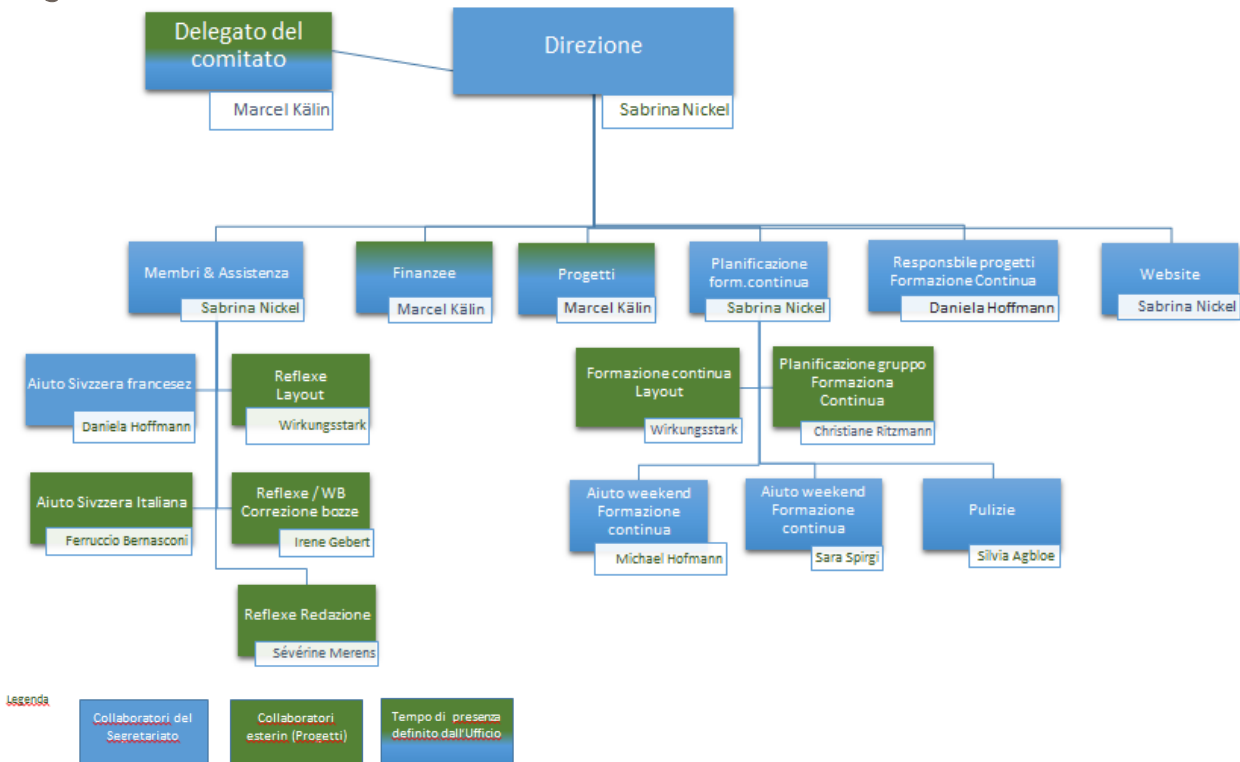 Delegato del
comitato
Marcel Kälin
Direzione
Sabrina Nickel
Membri & Assistenza
Sabrina Nickel
Finanzee
Marcel Kälin
Progetti
Marcel Kälin
Planificazione
form.continua
Sabrina Nickel
Responsbile progetti
Formazione Continua
Daniela Hoffmann
Website
Sabrina Nickel
Aiuto Sivzzera francesez
Daniela Hoffmann
Reflexe
Layout
Wirkungsstark
Formazione continua
Layout
Wirkungsstark
Planificazione gruppo
Formaziona
Continua
Christiane Ritzmann
Aiuto Sivzzera Italiana
Ferruccio Bernasconi
Reflexe / WB
Correzione bozze
Irene Gebert
Aiuto weekend
Formazione
continua
Michael Hofmann
Aiuto weekend
Formazione
continua
Sara Spirgi
Pulizie
Silvia Agbloe
Reflexe Redazione
Sévérine Merens
Legenda
Collaboratori del
Segretariato
Collaboratori
esterin (Progetti)
Tempo di presenza
definito dall'Ufficio